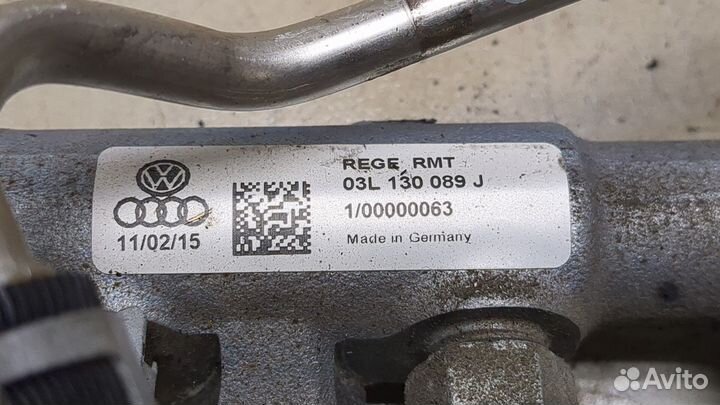 REGE RMT
03L 130 089 J
1/00000063
Made in Germany
11/02/15
Avito